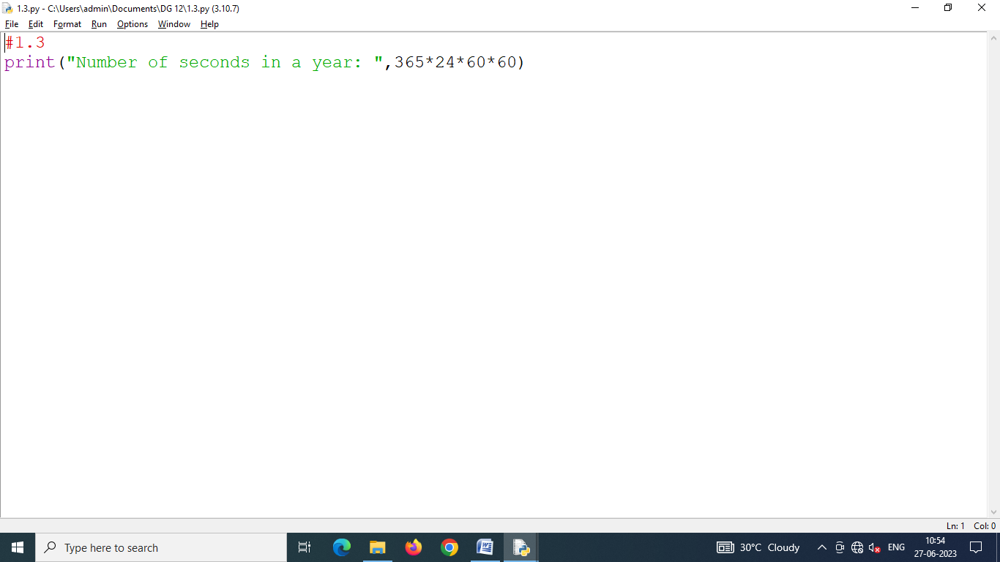 1.3.py - C:\Users\admin\Documents\DG 12\1.3.py (3.10.7)
File Edit Format Run Options Window Help
#1.3
print("Number of seconds in a year: ",365*24*60*60)
Ln: 1 Col: 0
Type here to search
30°C Cloudy
ENG
10:54
27-06-2023